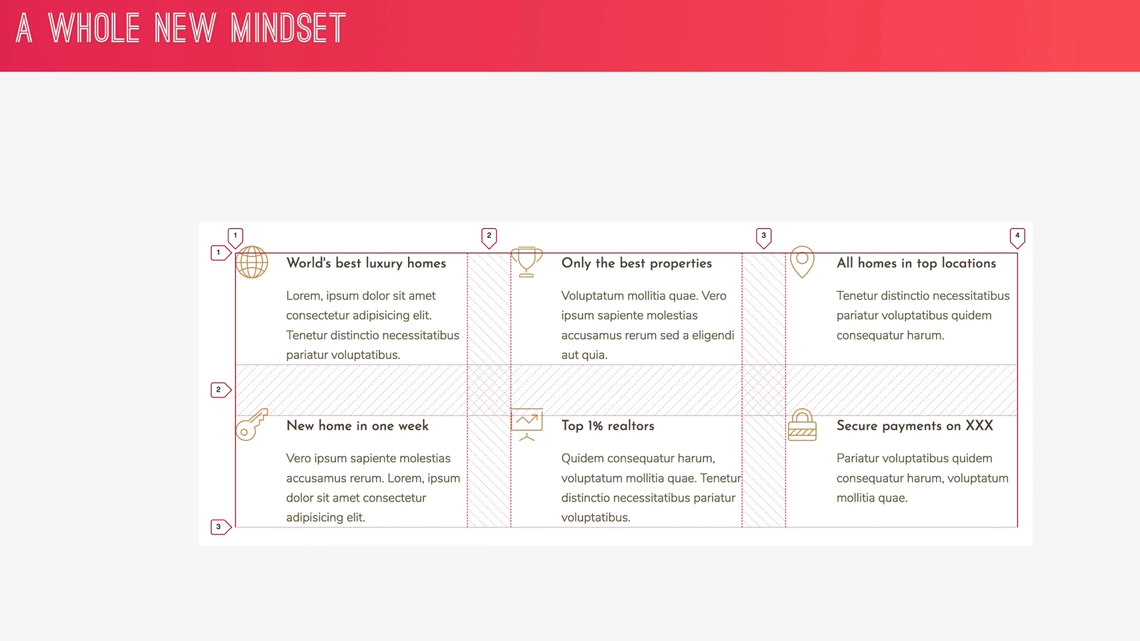 A WHOLE NEW MINDSET
1
2
3
4
1
World's best luxury homes
Lorem, ipsum dolor sit amet
consectetur adipisicing elit.
Tenetur distinctio necessitatibus
pariatur voluptatibus.
Only the best properties
Voluptatum mollitia quae. Vero
ipsum sapiente molestias
accusamus rerum sed a eligendi
aut quia.
All homes in top locations
Tenetur distinctio necessitatibus
pariatur voluptatibus quidem
consequatur harum.
2
New home in one week
Vero ipsum sapiente molestias
accusamus rerum. Lorem, ipsum
dolor sit amet consectetur
adipisicing elit.
Top 1% realtors
Quidem consequatur harum,
voluptatum mollitia quae. Tenetur
distinctio necessitatibus pariatur
voluptatibus.
Secure payments on XXX
Pariatur voluptatibus quidem
consequatur harum, voluptatum
mollitia quae.
3